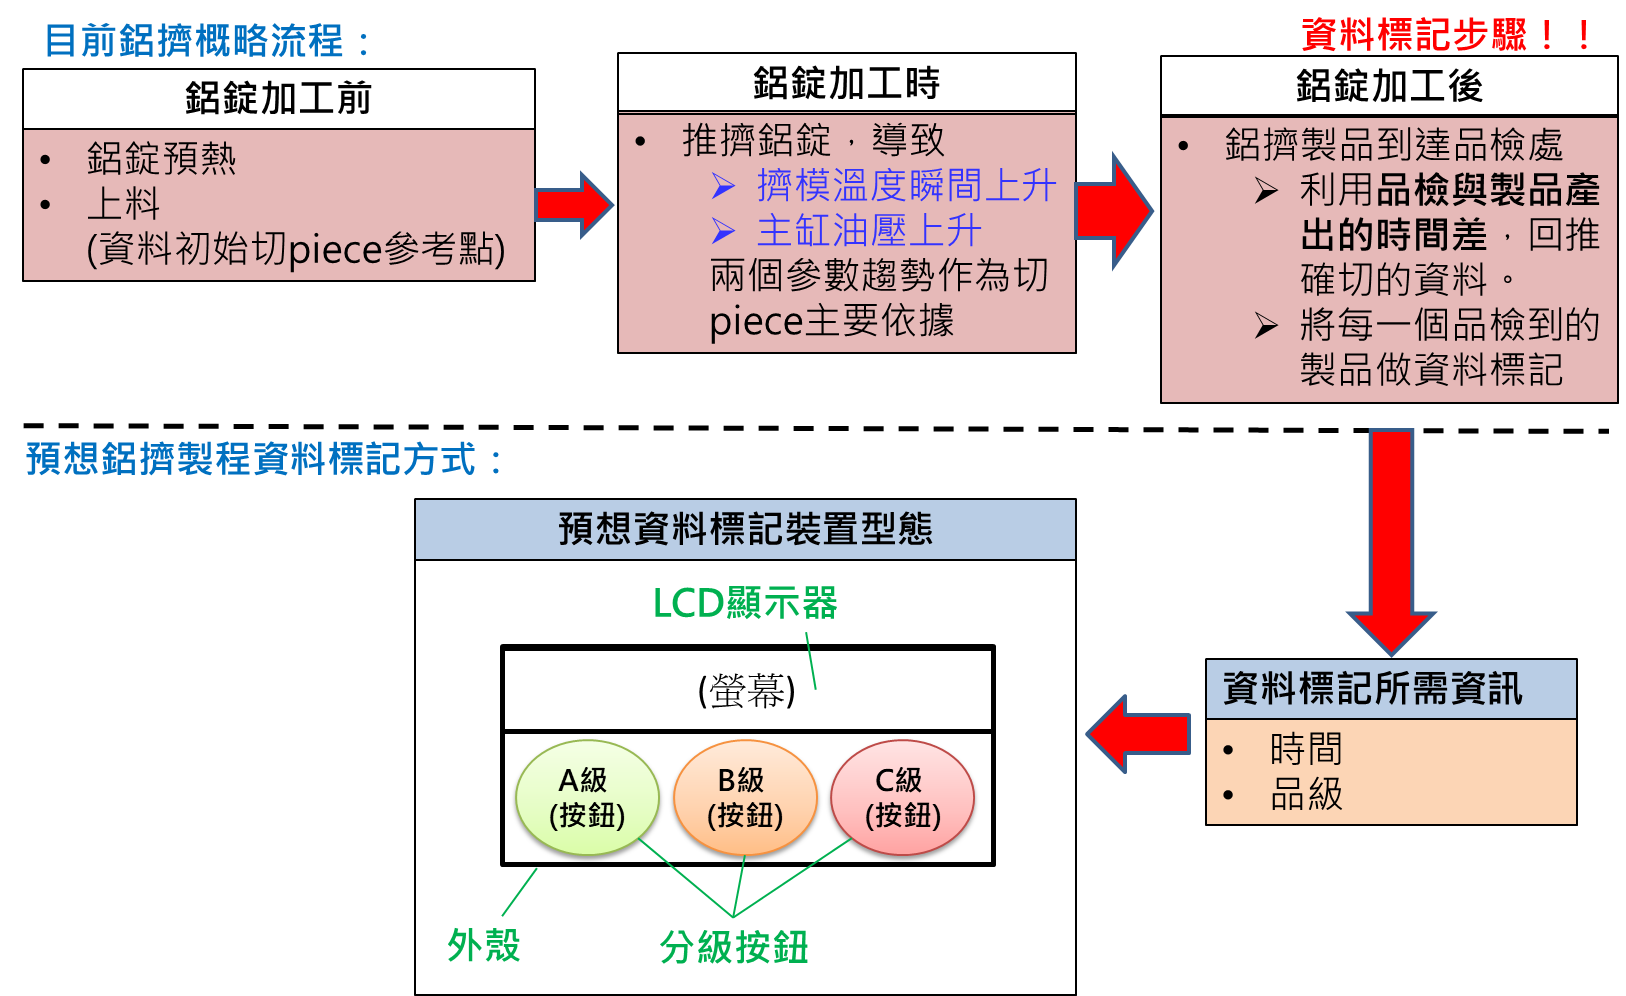 目前鋁擠概略流程：
資料標記步驟！！
鋁錠加工前
• 鋁錠預熱
• 上料
(資料初始切piece參考點)
鋁錠加工時
• 推擠鋁錠，導致
➢ 擠模溫度瞬間上升
➢ 主缸油壓上升
兩個參數趨勢作為切
piece主要依據
鋁錠加工後
• 鋁擠製品到達品檢處
➢ 利用品檢與製品產
出的時間差，回推
確切的資料。
➢ 將每一個品檢到的
製品做資料標記
預想鋁擠製程資料標記方式：
資料標記所需資訊
• 時間
• 品級
預想資料標記裝置型態
LCD顯示器
(螢幕)
A級
(按鈕)
B級
(按鈕)
C級
(按鈕)
外殼
分級按鈕